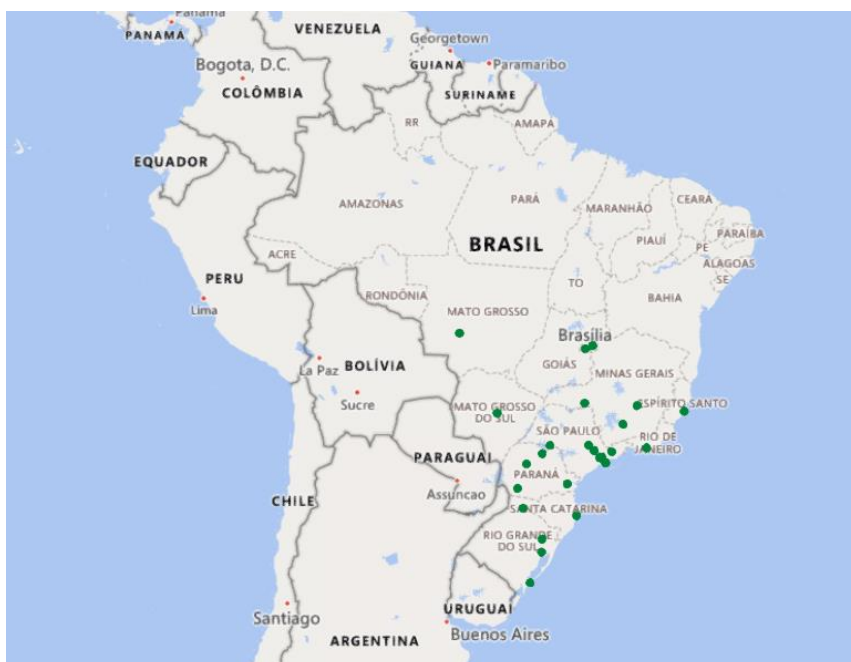 Panama
PANAMÁ
VENEZUELA
Georgetown
GUIANA
Paramaribo
SURINAME
Bogota, D.C.
COLÔMBIA
RR
AMAPA
EQUADOR
AMAZONAS
PARÁ
MARANHÃO
CEARA
BRASIL
PIAUÍ
PARAÍBA
PE
ALAGOAS
SE
ACRE
PERU
RONDÔNIA
TO
BAHIA
Lima
MATO GROSSO
Brasília
La Paz
BOLÍVIA
GOIÁS
MINAS GERAIS
Sucre
MATO GROSSO
DO SUL
ESPÍRITO SANTO
SÃO PAULO
RIO DE
JANEIRO
PARAGUAI
PARANÁ
Assuncao
CHILE
SANTA CATARINA
RIO GRANDE
DO SUL
Santiago
URUGUAI
Buenos Aires
ARGENTINA